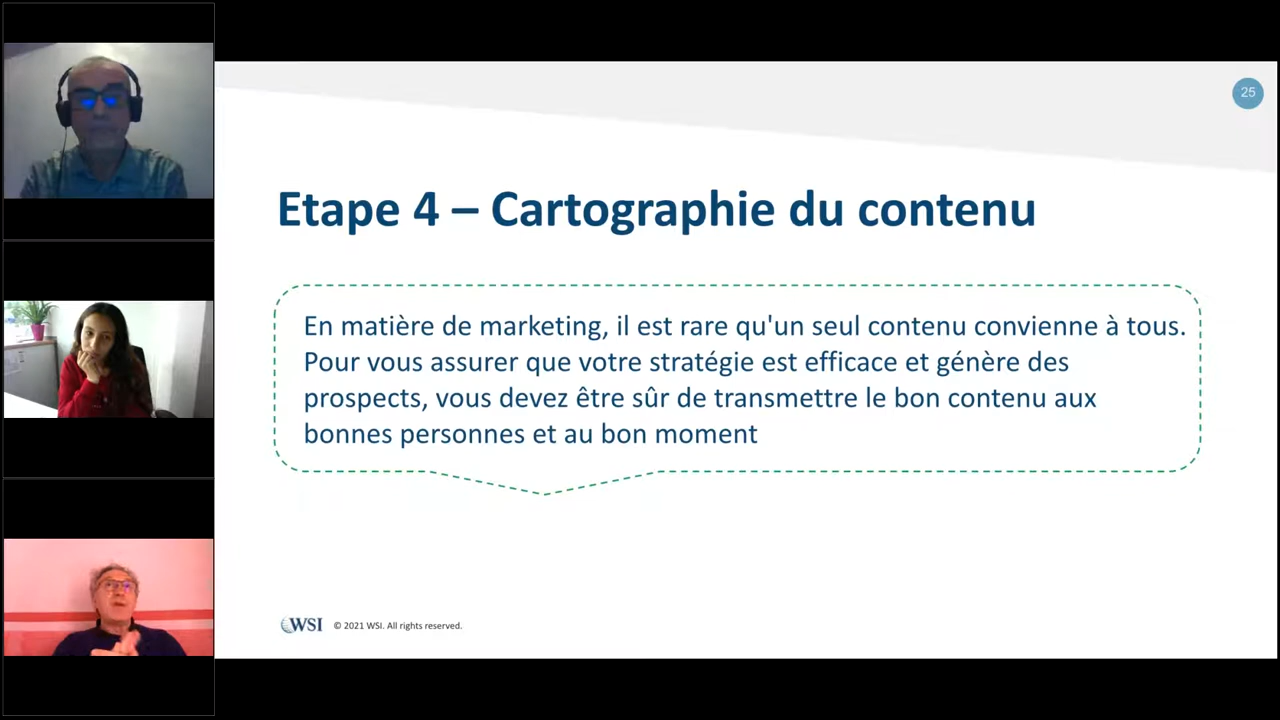 25
Etape 4 – Cartographie du contenu
En matière de marketing, il est rare qu'un seul contenu convienne à tous.
Pour vous assurer que votre stratégie est efficace et génère des
prospects, vous devez être sûr de transmettre le bon contenu aux
bonnes personnes et au bon moment
WSI © 2021 WSI. All rights reserved.